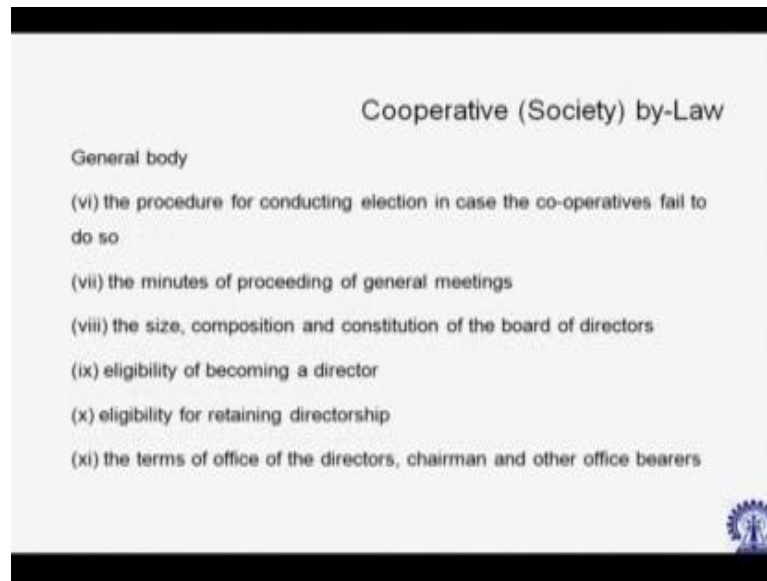 Cooperative (Society) by-Law
General body
(vi) the procedure for conducting election in case the co-operatives fail to
do so
(vii) the minutes of proceeding of general meetings
(viii) the size, composition and constitution of the board of directors
(ix) eligibility of becoming a director
(x) eligibility for retaining directorship
(xi) the terms of office of the directors, chairman and other office bearers